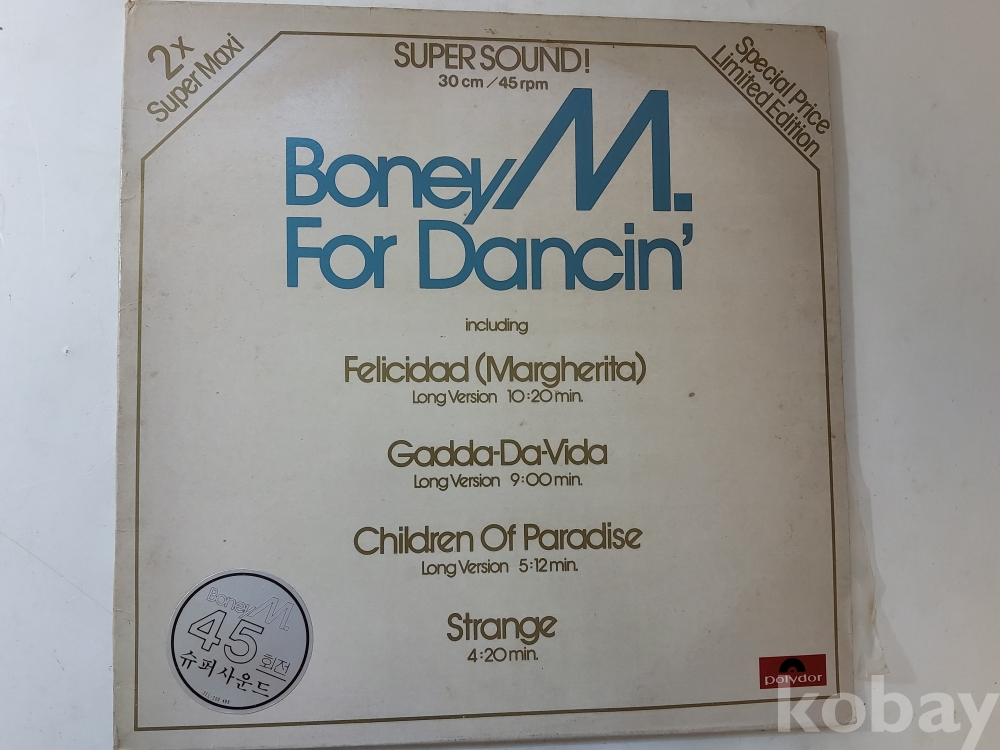 2x
Super Maxi
SUPER SOUND!
30 cm / 45 rpm
Special Price
Limited Edition
Boney M.
For Dancin'
including
Felicidad (Margherita)
Long Version 10:20 min.
Gadda-Da-Vida
Long Version 9:00 min.
Children Of Paradise
Long Version 5:12 min.
Strange
4:20 min.
Boney M.
45 회전
슈퍼사운드
polydor
kobay